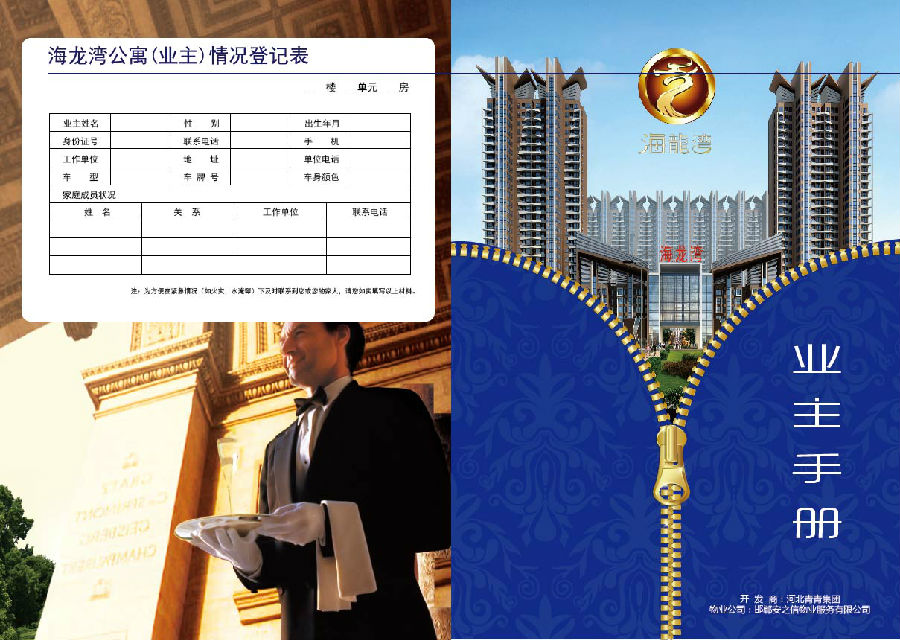 海龙湾公寓(业主)情况登记表
楼 单元 房
业主姓名 性 别 出生年月
身份证号 联系电话 手 机
工作单位 地 址 单位电话
车 型 车 牌 号 车身颜色
家庭成员状况
姓 名 关 系 工作单位 联系电话
海龍湾
海龙湾
业主手册
开 发 商：河北青青集团
物业公司：邯郸安之信物业服务有限公司
GRATZ
CHAMPAUBERT